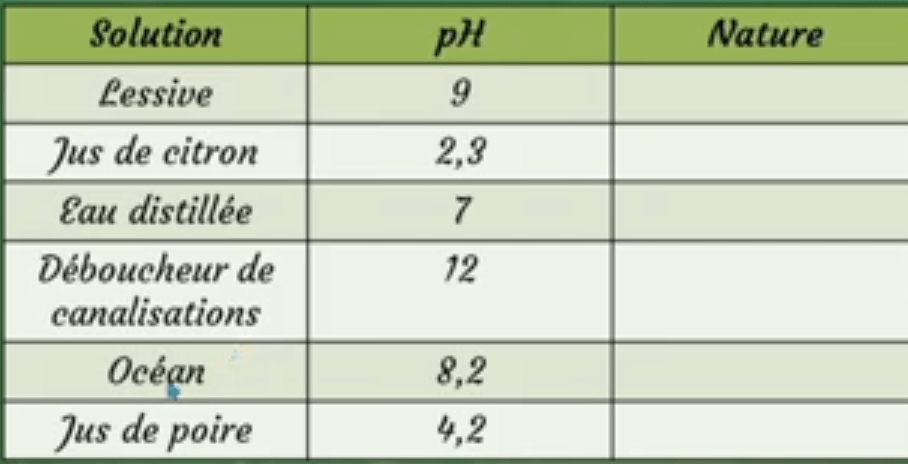 Solution pH Nature
Lessive 9
Jus de citron 2,3
Eau distillée 7
Déboucheur de 12
canalisations
Océan 8,2
Jus de poire 4,2